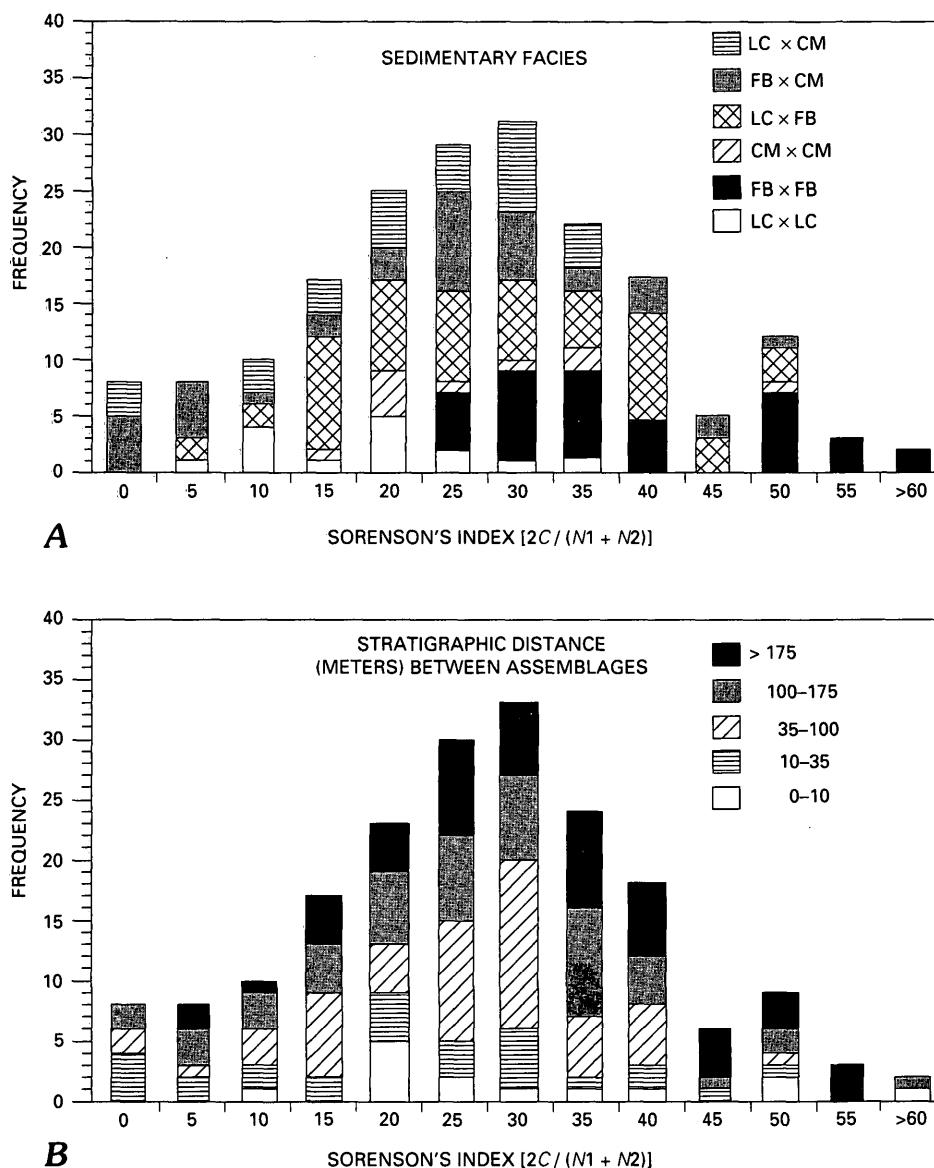 40
35
30
25
20
15
10
5
0
FREQUENCY
SEDIMENTARY FACIES
LC × CM
FB × CM
LC × FB
CM × CM
FB × FB
LC × LC
0 5 10 15 20 25 30 35 40 45 50 55 >60
A
SORENSON'S INDEX [2C / (N1 + N2)]
40
35
30
25
20
15
10
5
0
FREQUENCY
STRATIGRAPHIC DISTANCE
(METERS) BETWEEN ASSEMBLAGES
> 175
100–175
35–100
10–35
0–10
0 5 10 15 20 25 30 35 40 45 50 55 >60
B
SORENSON'S INDEX [2C / (N1 + N2)]